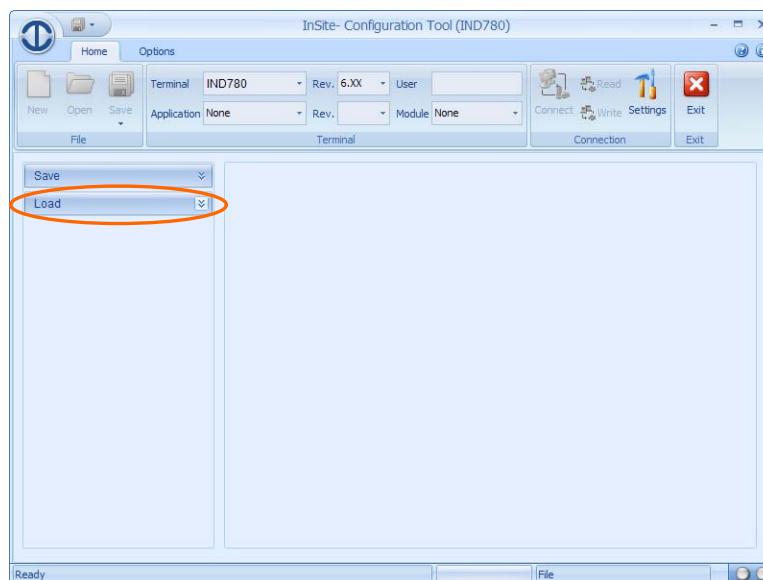 InSite- Configuration Tool (IND780)
Home Options
Terminal IND780 Rev. 6.XX User
Read
New Open Save Application None Rev. Module None Connect Write Settings Exit
File Terminal Connection Exit
Save
Load
Ready File